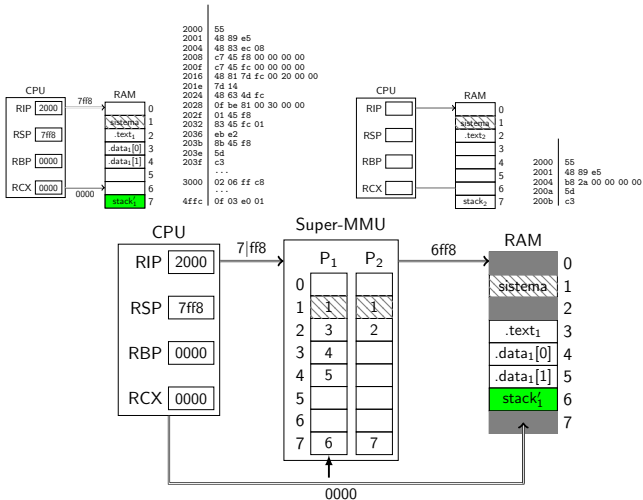 2000 55
2001 48 89 e5
2004 48 83 ec 08
2008 c7 45 f8 00 00 00 00
200f c7 45 fc 00 00 00 00
2016 48 81 7d fc 00 20 00 00
201e 7d 14
2024 48 63 4d fc
2028 0f be 81 00 30 00 00
202f 01 45 f8
2032 83 45 fc 01
2036 eb e2
203b 8b 45 f8
203e 5d
203f c3
...
3000 02 06 ff c8
...
4ffc 0f 03 e0 01
CPU
RIP 2000
RSP 7ff8
RBP 0000
RCX 0000
7ff8
0000
RAM
0
sistema 1
.text1 2
.data1[0] 3
.data1[1] 4
5
6
stack′1 7
CPU
RIP
RSP
RBP
RCX
RAM
0
sistema 1
.text2 2
3
4
5
6
stack2 7
2000 55
2001 48 89 e5
2004 b8 2a 00 00 00 00
200a 5d
200b c3
CPU
RIP 2000
RSP 7ff8
RBP 0000
RCX 0000
7|ff8
Super-MMU
P1 P2
0
1 1 1
2 3 2
3 4
4 5
5
6
7 6 7
6ff8
0000
RAM
0
sistema 1
2
.text1 3
.data1[0] 4
.data1[1] 5
stack′1 6
7